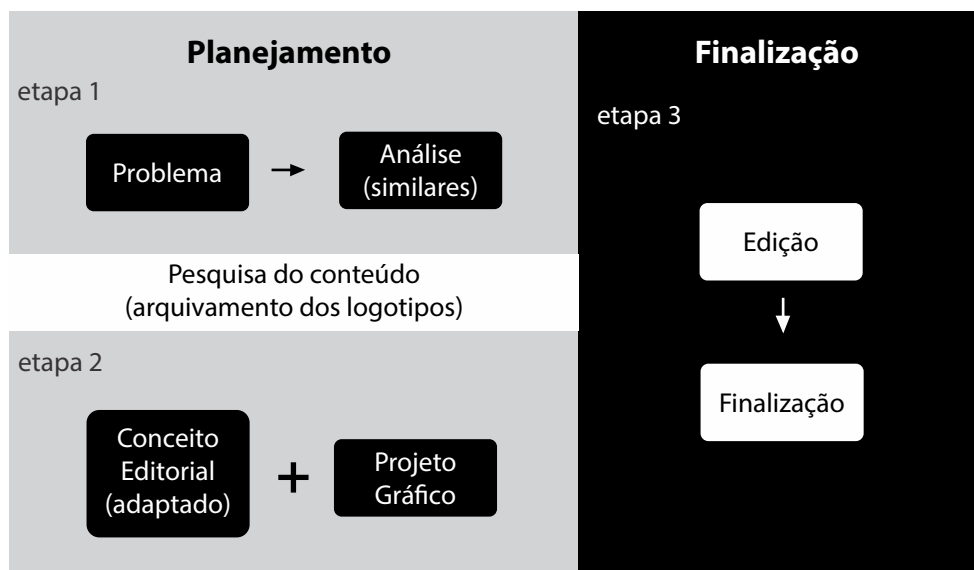 Planejamento
etapa 1
Problema
Análise
(similares)
Pesquisa do conteúdo
(arquivamento dos logotipos)
etapa 2
Conceito
Editorial
(adaptado)
+
Projeto
Gráfico
Finalização
etapa 3
Edição
Finalização